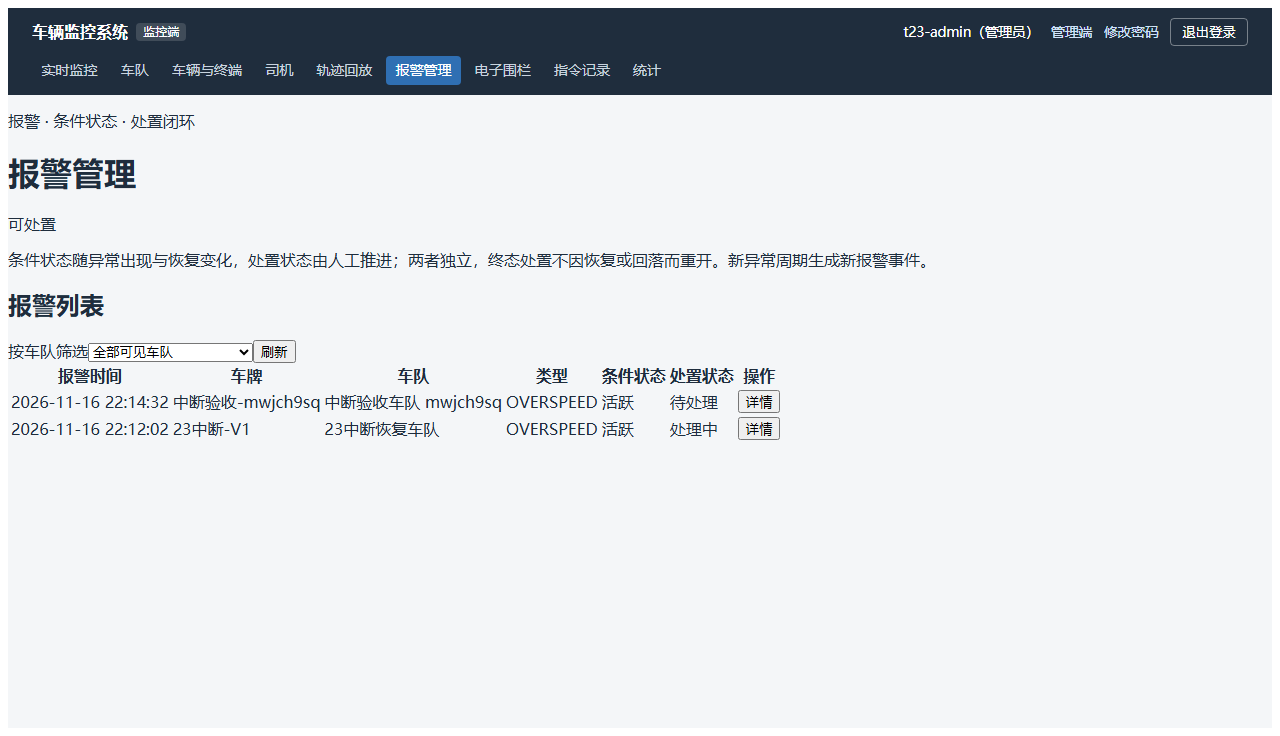 车辆监控系统 监控端 t23-admin（管理员） 管理端 修改密码 退出登录
实时监控 车队 车辆与终端 司机 轨迹回放 报警管理 电子围栏 指令记录 统计
报警 · 条件状态 · 处置闭环
报警管理
可处置
条件状态随异常出现与恢复变化，处置状态由人工推进；两者独立，终态处置不因恢复或回落而重开。新异常周期生成新报警事件。
报警列表
按车队筛选 全部可见车队 刷新
报警时间 车牌 车队 类型 条件状态 处置状态 操作
2026-11-16 22:14:32 中断验收-mwjch9sq 中断验收车队 mwjch9sq OVERSPEED 活跃 待处理 详情
2026-11-16 22:12:02 23中断-V1 23中断恢复车队 OVERSPEED 活跃 处理中 详情